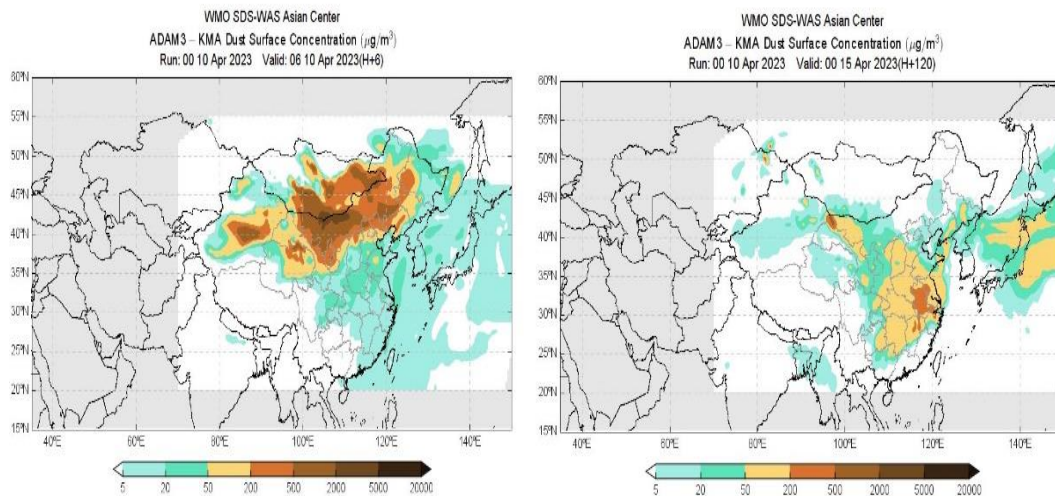 WMO SDS-WAS Asian Center
ADAM3 – KMA Dust Surface Concentration (µg/m³)
Run: 00 10 Apr 2023 Valid: 06 10 Apr 2023(H+6)
60°N
55°N
50°N
45°N
40°N
35°N
30°N
25°N
20°N
15°N
40°E
60°E
80°E
100°E
120°E
140°E
5 20 50 200 500 2000 5000 20000
WMO SDS-WAS Asian Center
ADAM3 – KMA Dust Surface Concentration (µg/m³)
Run: 00 10 Apr 2023 Valid: 00 15 Apr 2023(H+120)
60°N
55°N
50°N
45°N
40°N
35°N
30°N
25°N
20°N
15°N
40°E
60°E
80°E
100°E
120°E
140°E
5 20 50 200 500 2000 5000 20000